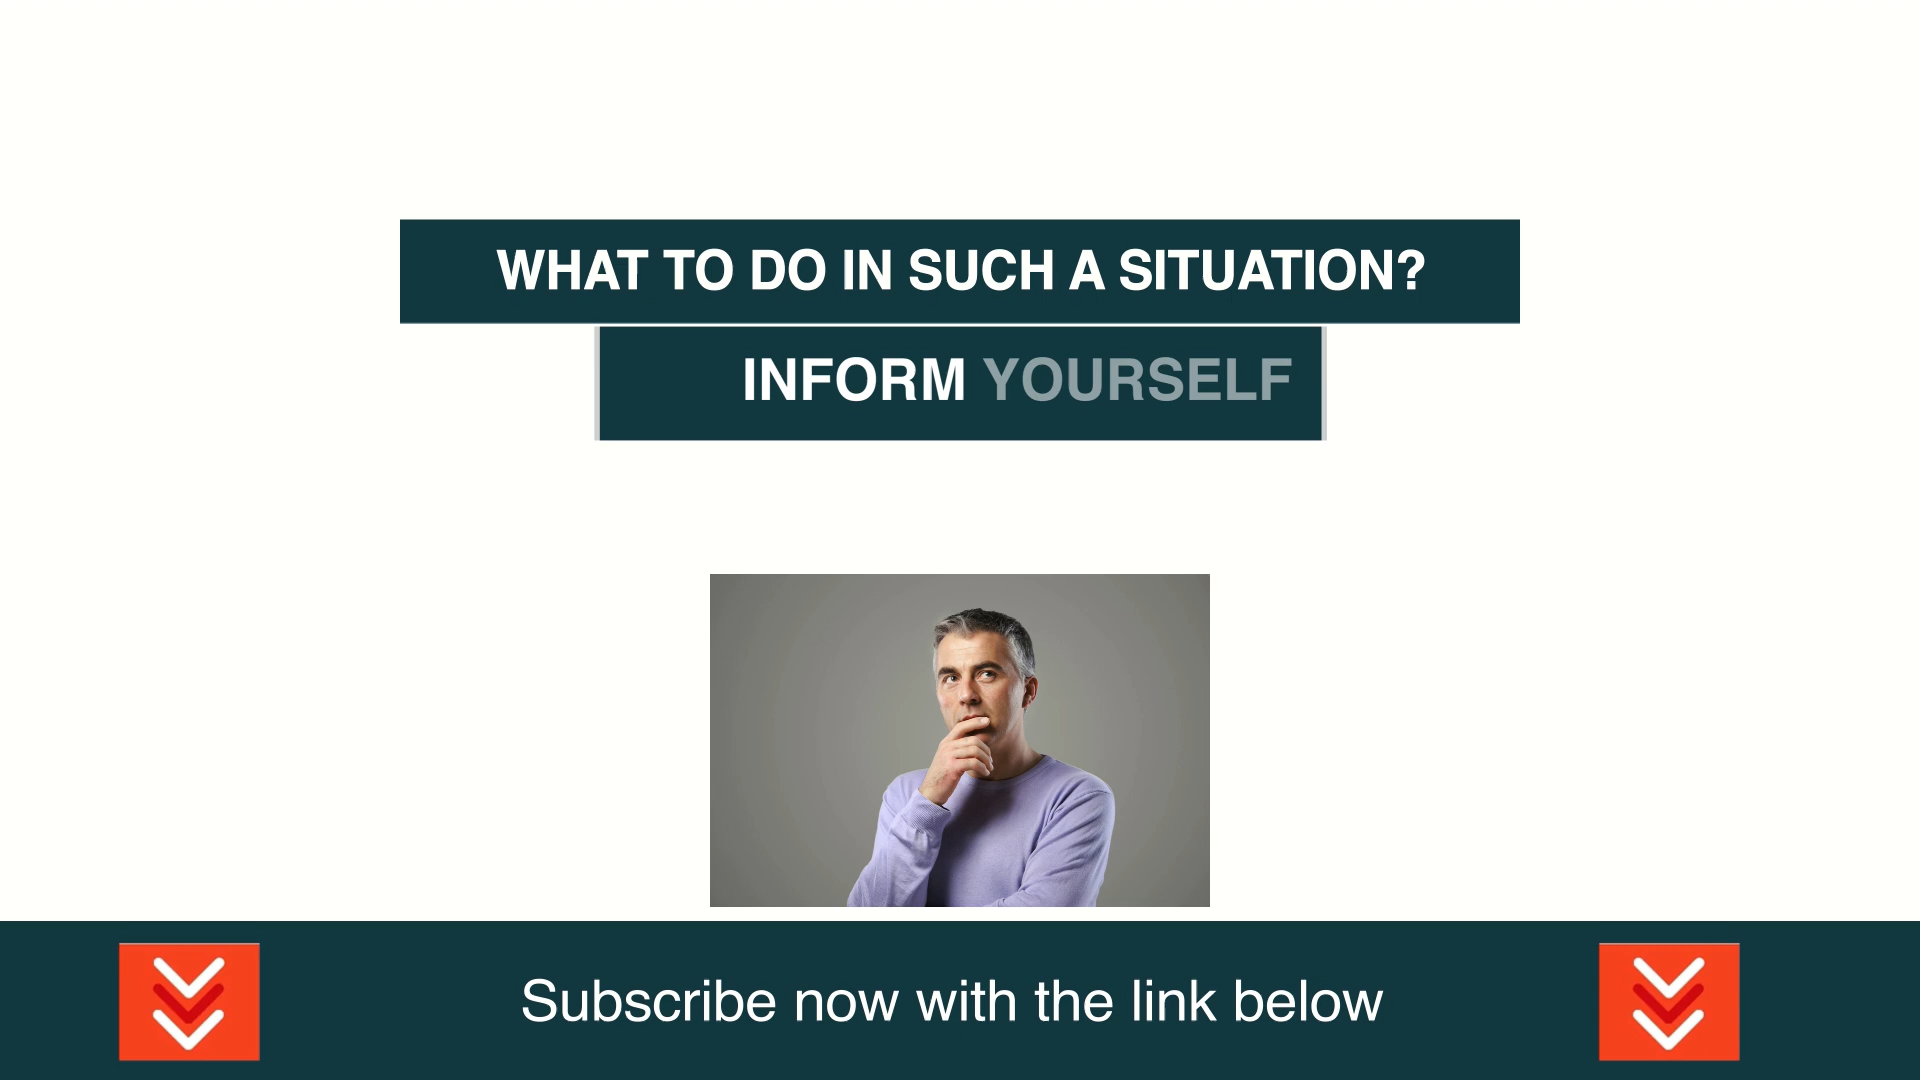 WHAT TO DO IN SUCH A SITUATION?
INFORM YOURSELF
Subscribe now with the link below